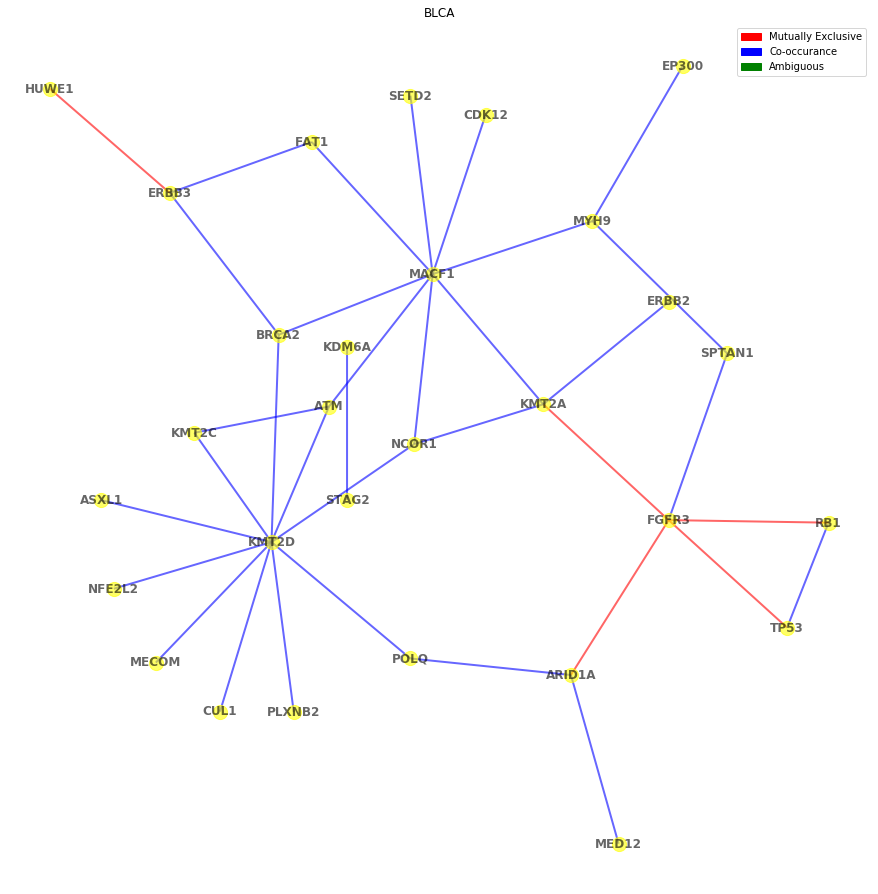 BLCA
Mutually Exclusive
Co-occurance
Ambiguous
EP300
HUWE1
SETD2
CDK12
FAT1
ERBB3
MYH9
MACF1
ERBB2
BRCA2
KDM6A
SPTAN1
ATM
KMT2A
KMT2C
NCOR1
ASXL1
STAG2
FGFR3
RB1
KMT2D
NFE2L2
TP53
MECOM
POLQ
ARID1A
CUL1
PLXNB2
MED12